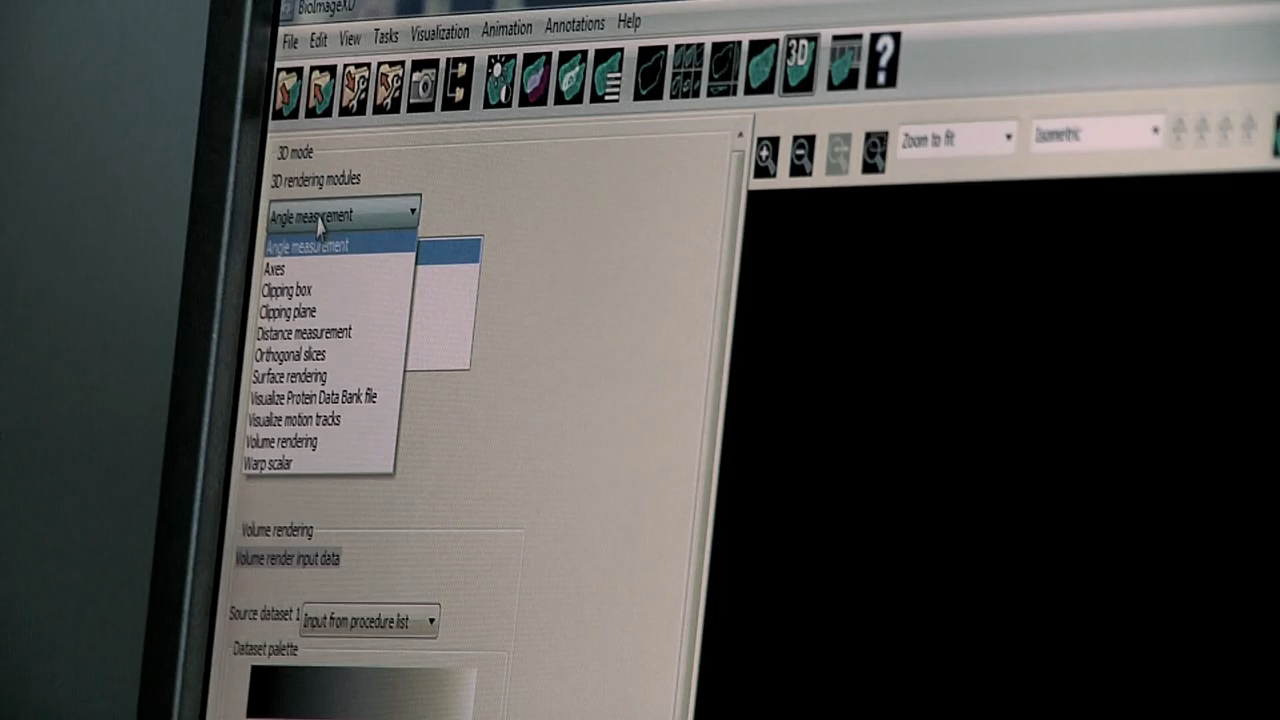 BioImageXD
File Edit View Tasks Visualization Animation Annotations Help
3D ?
Zoom to fit Isometric
3D mode
3D rendering modules
Angle measurement
Angle measurement
Axes
Clipping box
Clipping plane
Distance measurement
Orthogonal slices
Surface rendering
Visualize Protein Data Bank file
Visualize motion tracks
Volume rendering
Warp scalar
Volume rendering
Volume render input data
Source dataset 1 Input from procedure list
Dataset palette